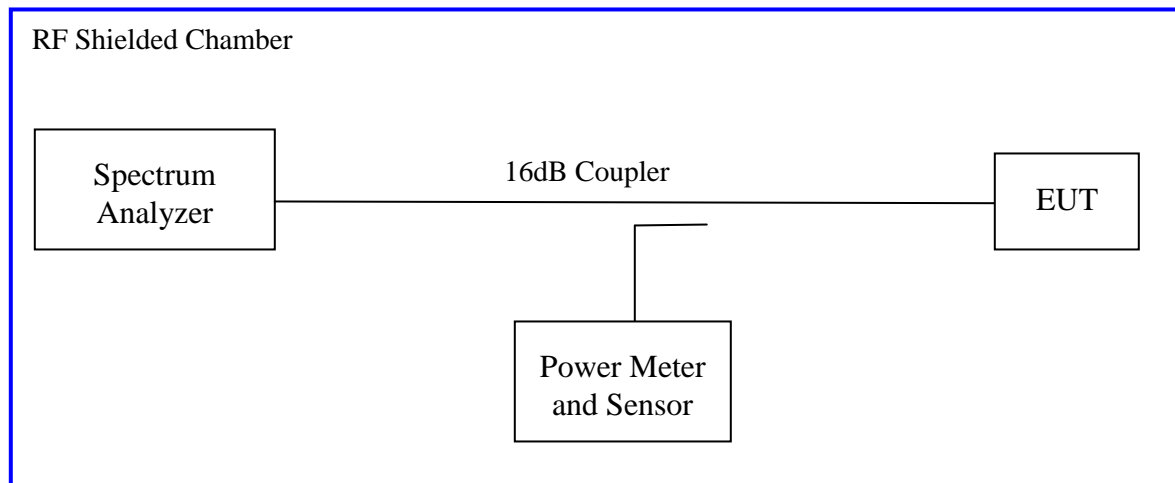 RF Shielded Chamber
Spectrum
Analyzer
16dB Coupler
EUT
Power Meter
and Sensor